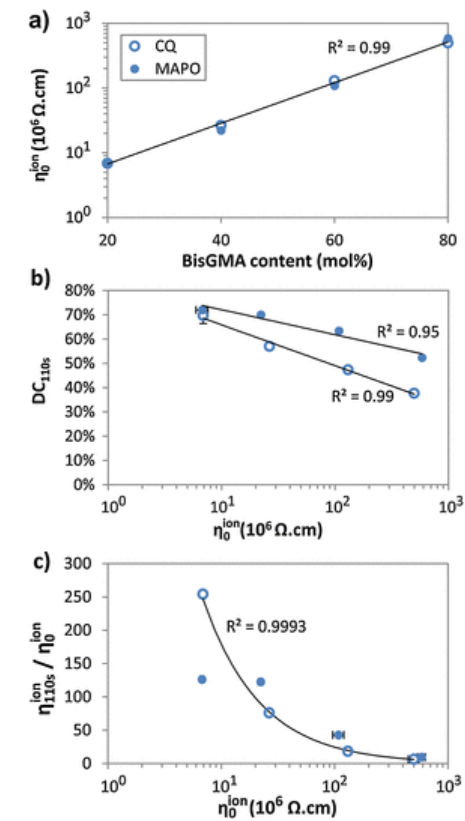 a)
10³
CQ
MAPO
R² = 0.99
10²
10¹
10⁰
η₀ⁱᵒⁿ (10⁶ Ω.cm)
20 40 60 80
BisGMA content (mol%)
b)
80%
70%
60%
50%
40%
30%
20%
10%
0%
DC₁₁₀ₛ
R² = 0.95
R² = 0.99
10⁰ 10¹ 10² 10³
η₀ⁱᵒⁿ(10⁶ Ω.cm)
c)
300
250
200
150
100
50
0
η₁₁₀ₛⁱᵒⁿ / η₀ⁱᵒⁿ
R² = 0.9993
10⁰ 10¹ 10² 10³
η₀ⁱᵒⁿ(10⁶ Ω.cm)